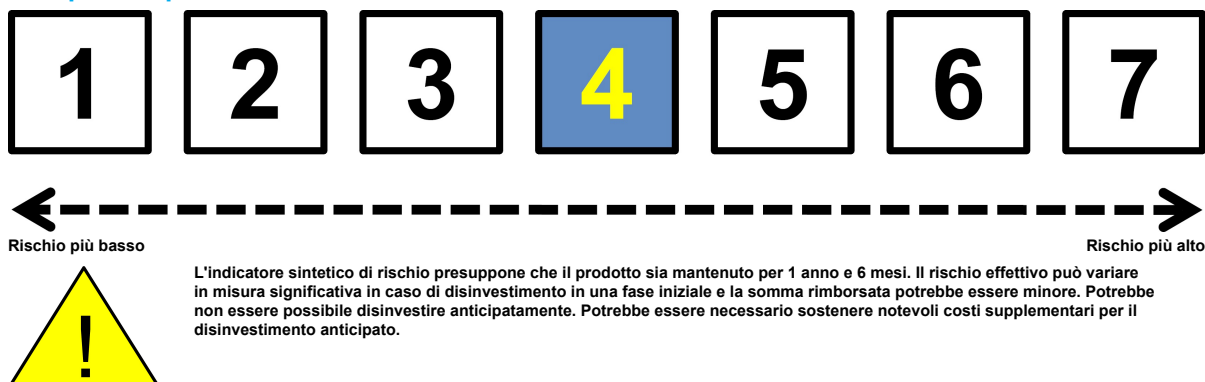 1 2 3 4 5 6 7
Rischio più basso Rischio più alto
L'indicatore sintetico di rischio presuppone che il prodotto sia mantenuto per 1 anno e 6 mesi. Il rischio effettivo può variare
in misura significativa in caso di disinvestimento in una fase iniziale e la somma rimborsata potrebbe essere minore. Potrebbe
non essere possibile disinvestire anticipatamente. Potrebbe essere necessario sostenere notevoli costi supplementari per il
disinvestimento anticipato.
!